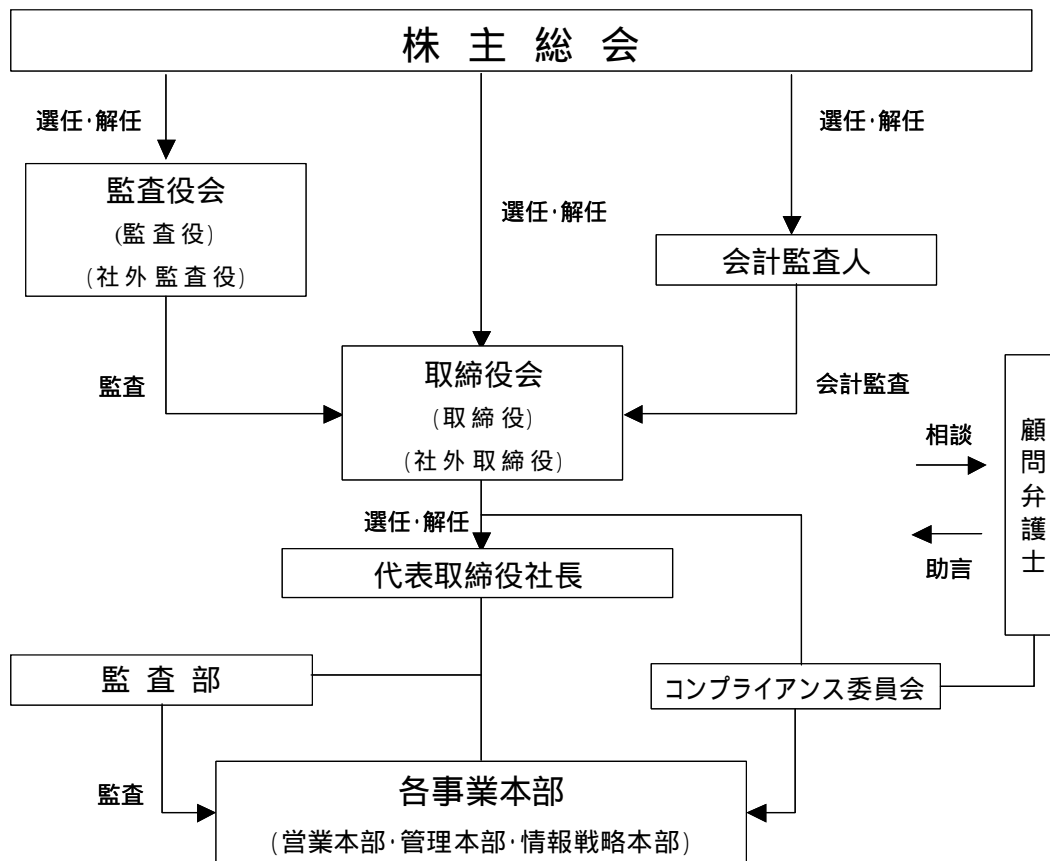 株 主 総 会
選任･解任
選任･解任
監査役会
(監 査 役)
(社 外 監 査 役)
選任･解任
会計監査人
監査
取締役会
(取 締 役)
(社 外 取 締 役)
会計監査
相談
助言
顧問弁護士
選任･解任
代表取締役社長
監 査 部
コンプライアンス委員会
監査
各事業本部
(営業本部･管理本部･情報戦略本部)